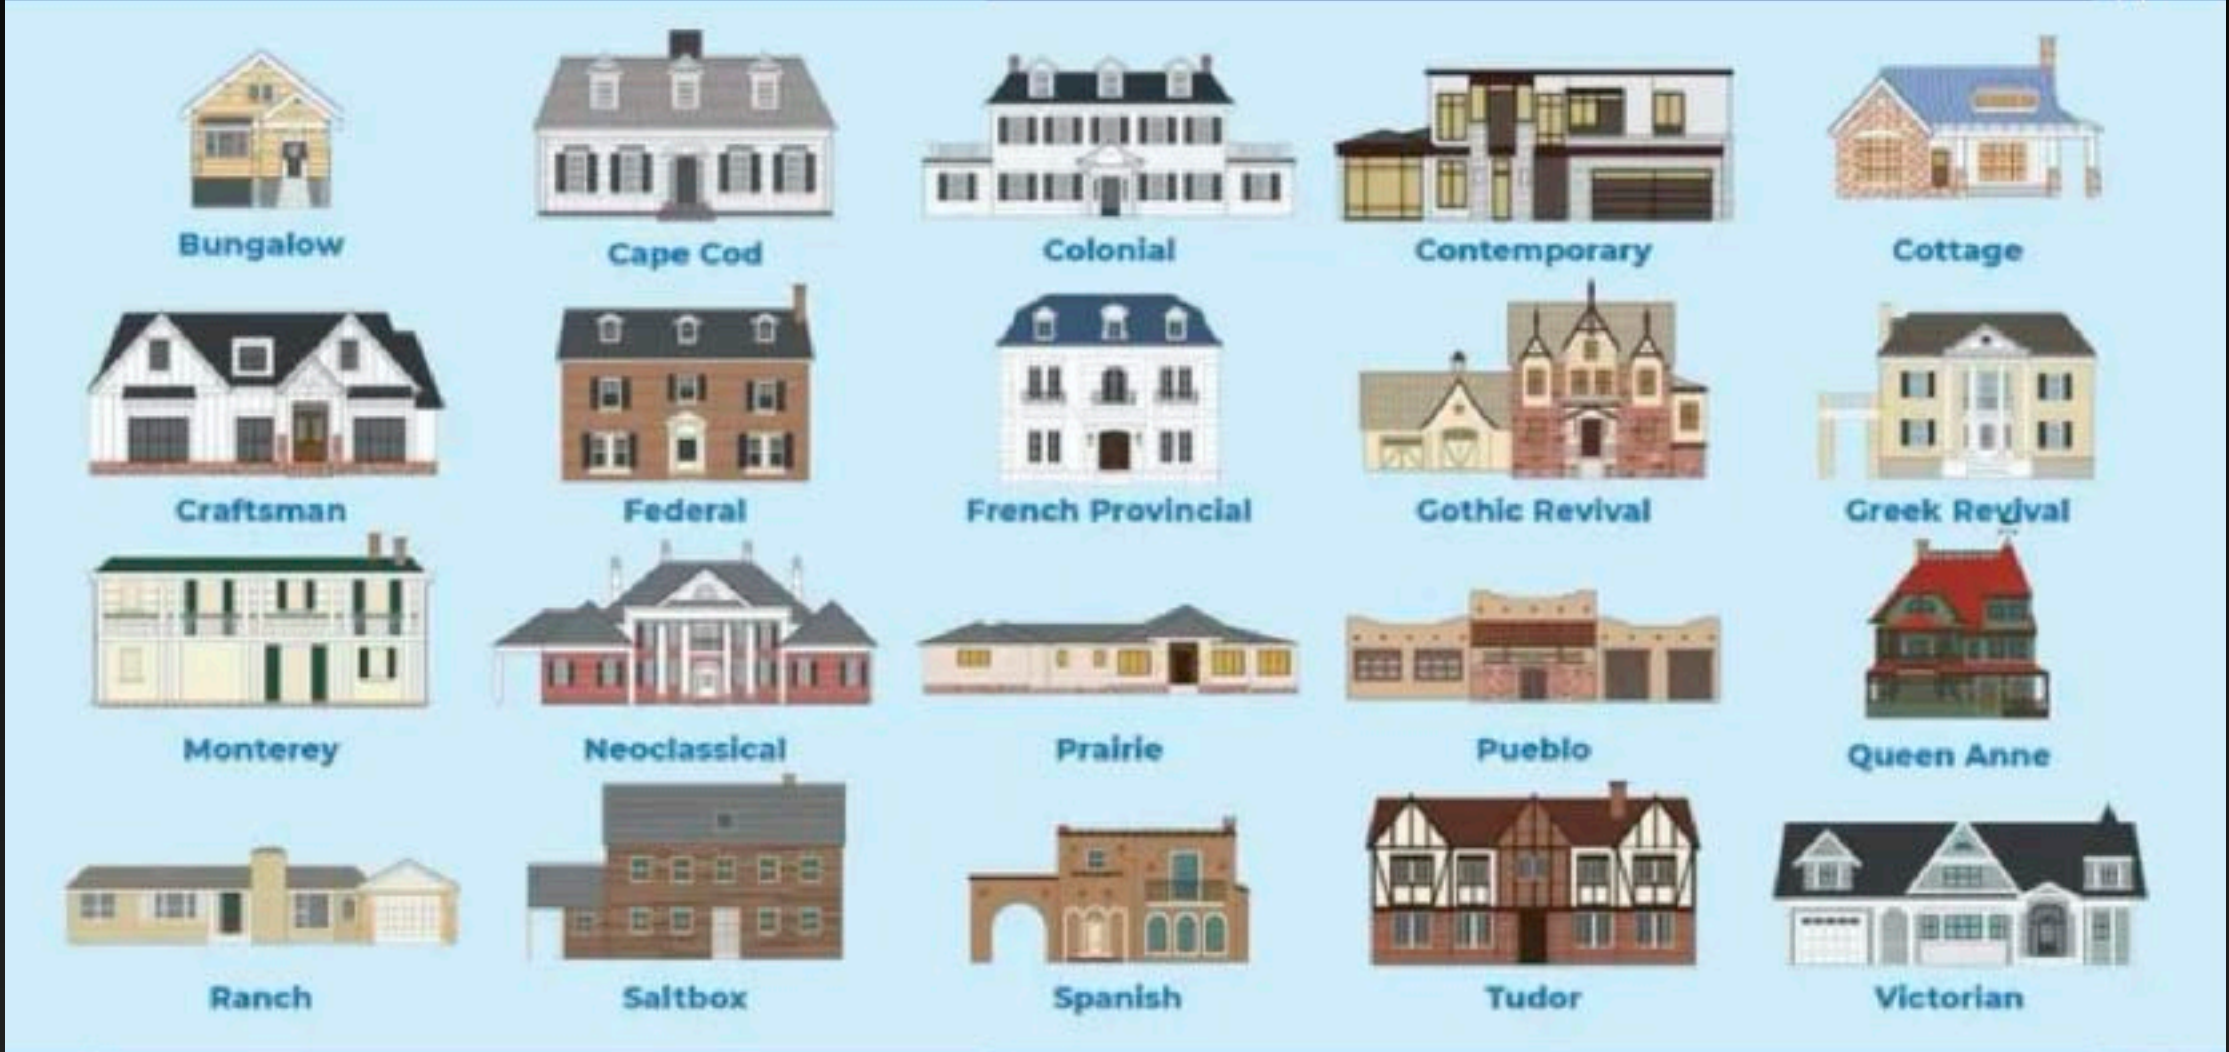 Bungalow
Cape Cod
Colonial
Contemporary
Cottage
Craftsman
Federal
French Provincial
Gothic Revival
Greek Revival
Monterey
Neoclassical
Prairie
Pueblo
Queen Anne
Ranch
Saltbox
Spanish
Tudor
Victorian